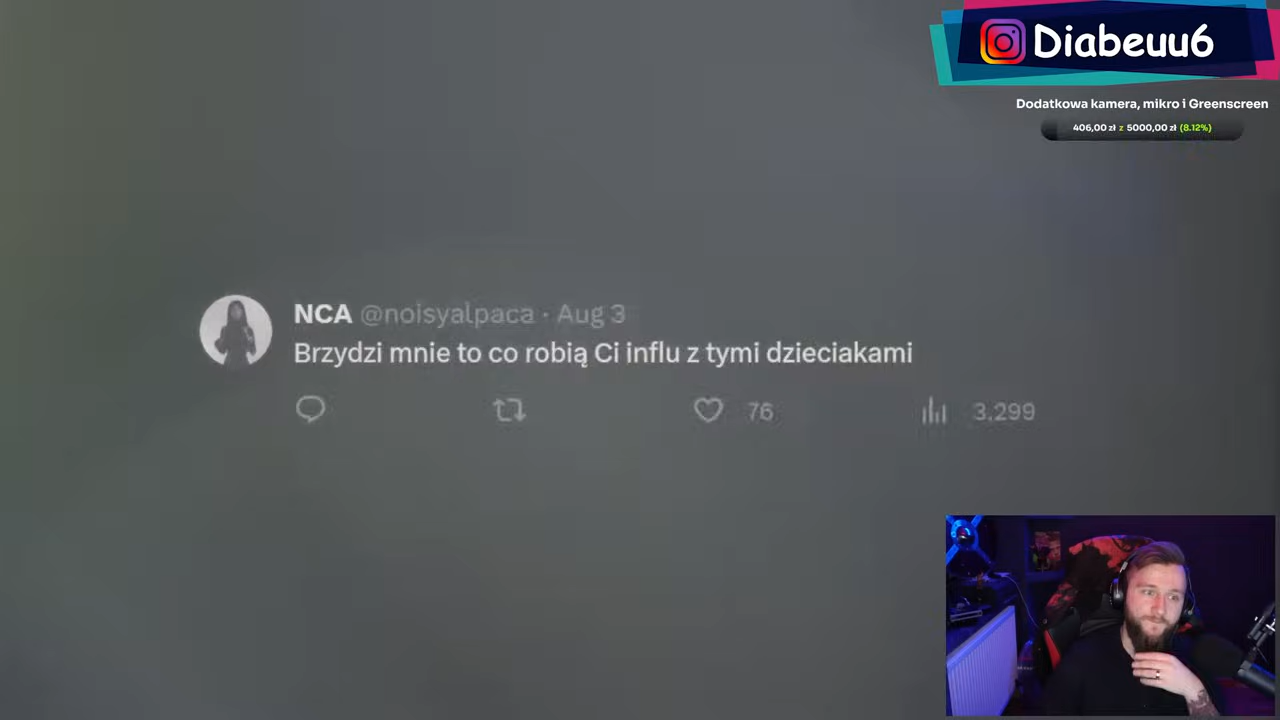 Diabeuu6
Dodatkowa kamera, mikro i Greenscreen
406,00 zł z 5000,00 zł (8.12%)
NCA @noisyalpaca · Aug 3
Brzydzi mnie to co robią Ci influ z tymi dzieciakami
76 3,299